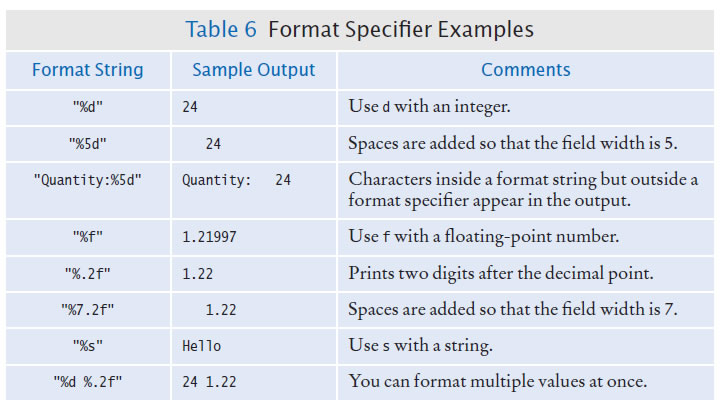 Table 6 Format Specifier Examples
Format String Sample Output Comments
"%d" 24 Use d with an integer.
"%5d" 24 Spaces are added so that the field width is 5.
"Quantity:%5d" Quantity:   24 Characters inside a format string but outside a
format specifier appear in the output.
"%f" 1.21997 Use f with a floating-point number.
"%.2f" 1.22 Prints two digits after the decimal point.
"%7.2f" 1.22 Spaces are added so that the field width is 7.
"%s" Hello Use s with a string.
"%d %.2f" 24 1.22 You can format multiple values at once.